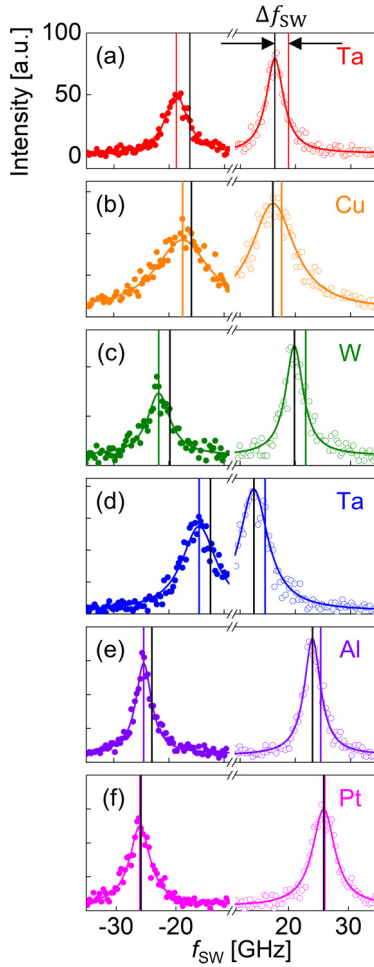 Δf_SW
100
(a) Ta
50
0
Intensity [a.u.]
(b) Cu
(c) W
(d) Ta
(e) Al
(f) Pt
-30 -20 20 30
f_SW [GHz]